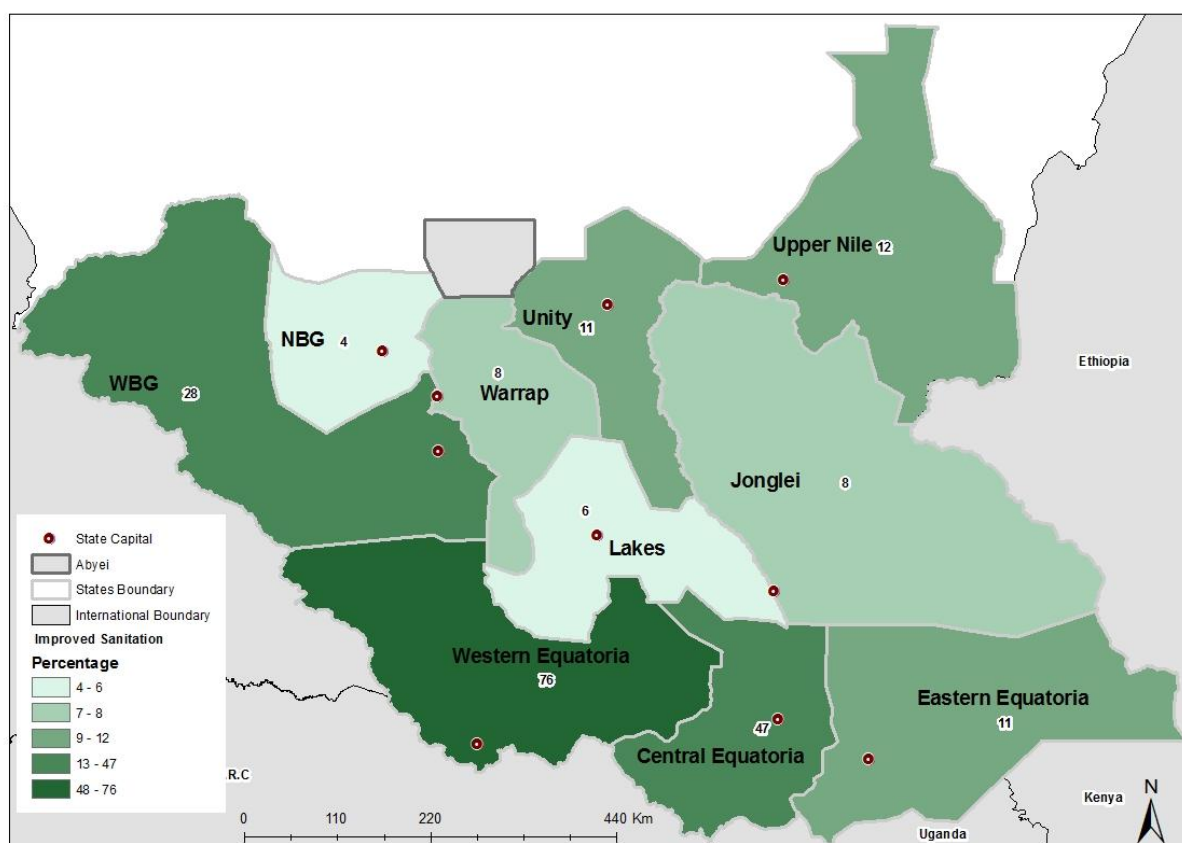 Upper Nile 12
Unity
11
NBG 4
Ethiopia
WBG
28
8
Warrap
Jonglei 8
6
Lakes
State Capital
Abyei
States Boundary
International Boundary
Improved Sanitation
Percentage
4 - 6
7 - 8
9 - 12
13 - 47
48 - 76
Western Equatoria
76
Eastern Equatoria
11
47
Central Equatoria
.R.C
Kenya
Uganda
N
0 110 220 440 Km